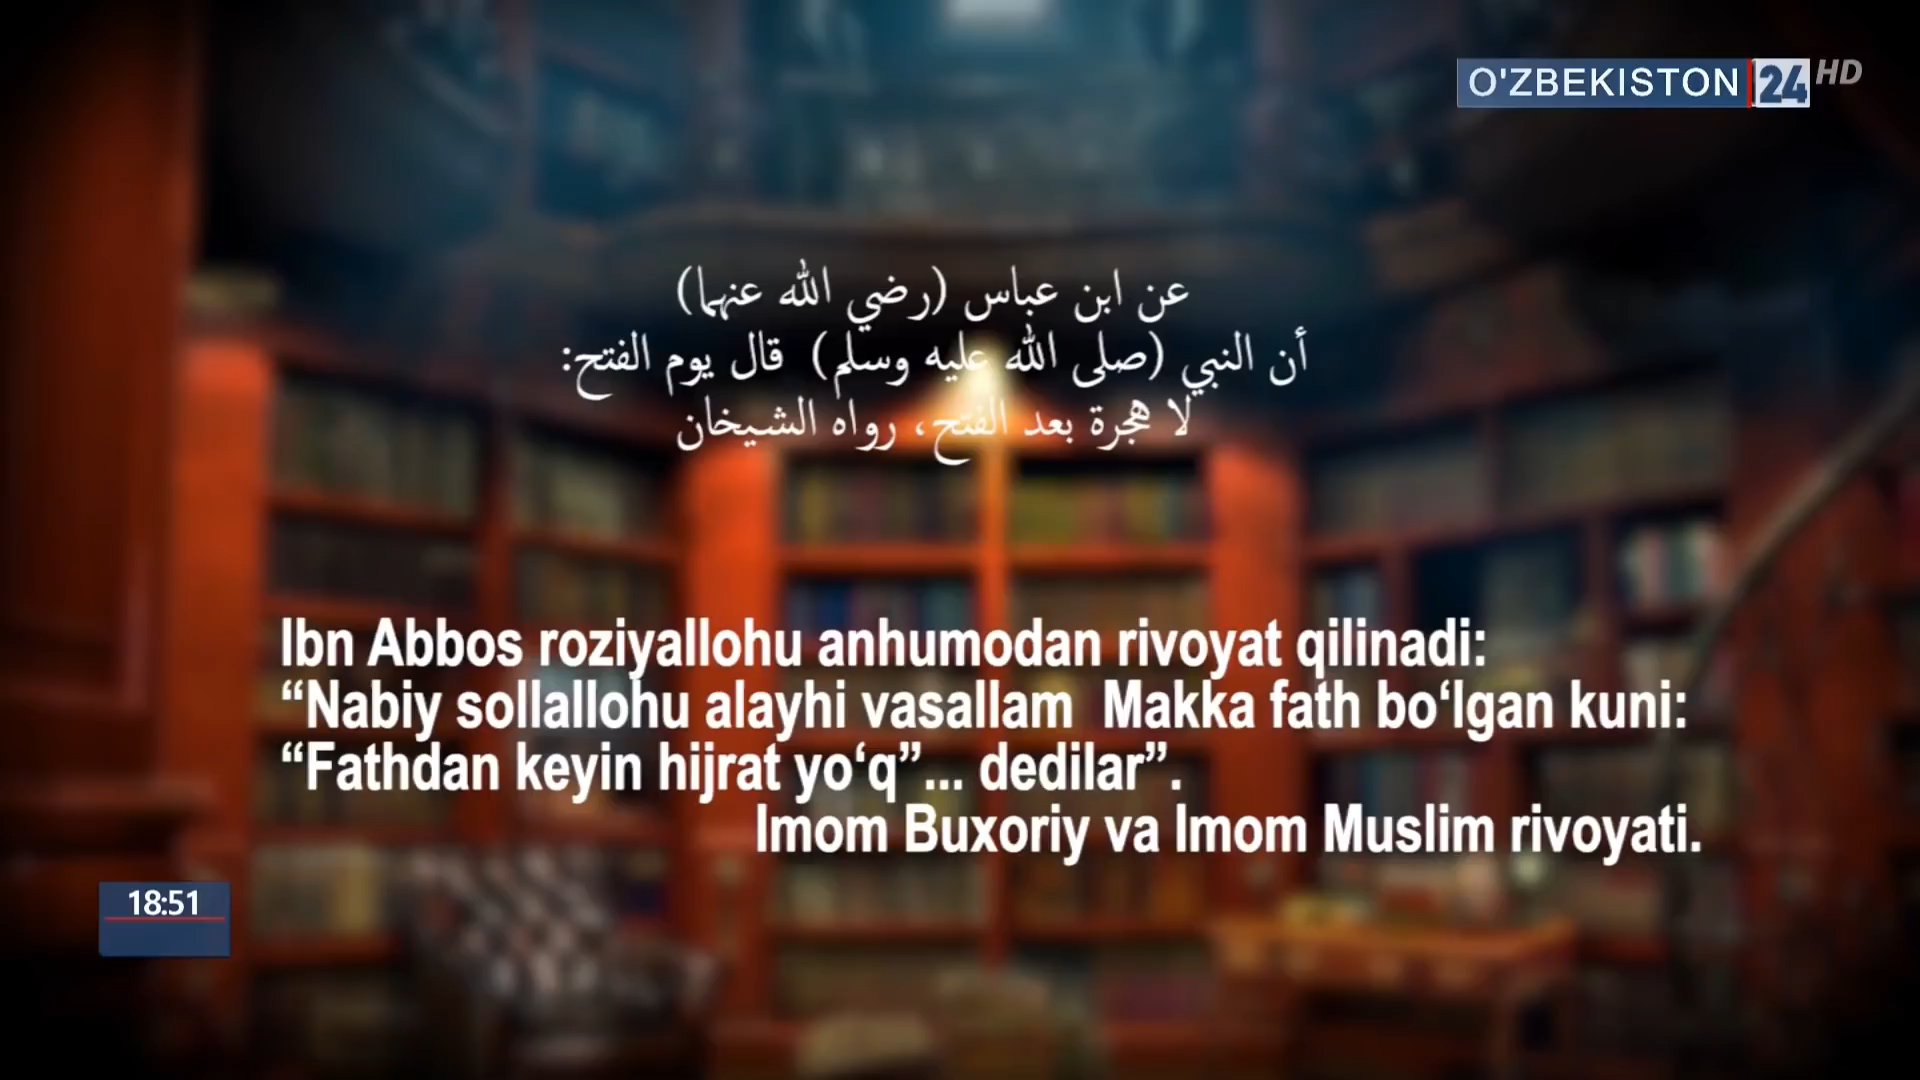 O'ZBEKISTON 24 HD
عن ابن عباس (رضي الله عنهما)
أن النبي (صلى الله عليه وسلم) قال يوم الفتح:
لا هجرة بعد الفتح، رواه الشيخان
Ibn Abbos roziyallohu anhumodan rivoyat qilinadi:
“Nabiy sollallohu alayhi vasallam Makka fath bo‘lgan kuni:
“Fathdan keyin hijrat yo‘q”... dedilar”.
Imom Buxoriy va Imom Muslim rivoyati.
18:51